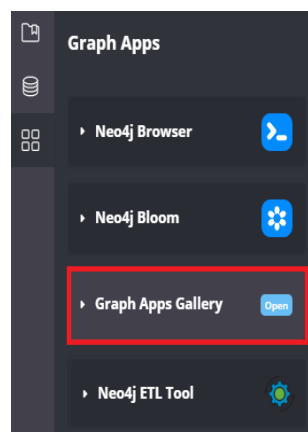 Graph Apps
Neo4j Browser
Neo4j Bloom
Graph Apps Gallery
Open
Neo4j ETL Tool